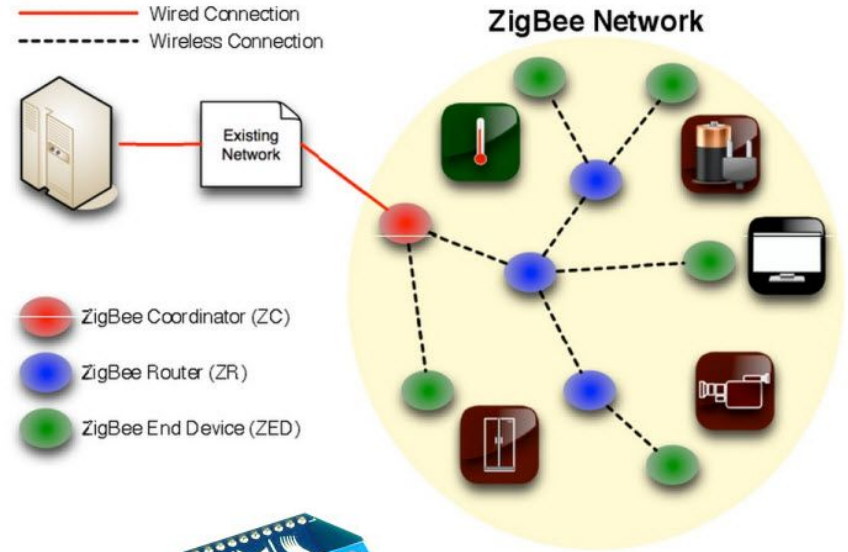 Wired Connection
Wireless Connection
ZigBee Network
Existing
Network
ZigBee Coordinator (ZC)
ZigBee Router (ZR)
ZigBee End Device (ZED)